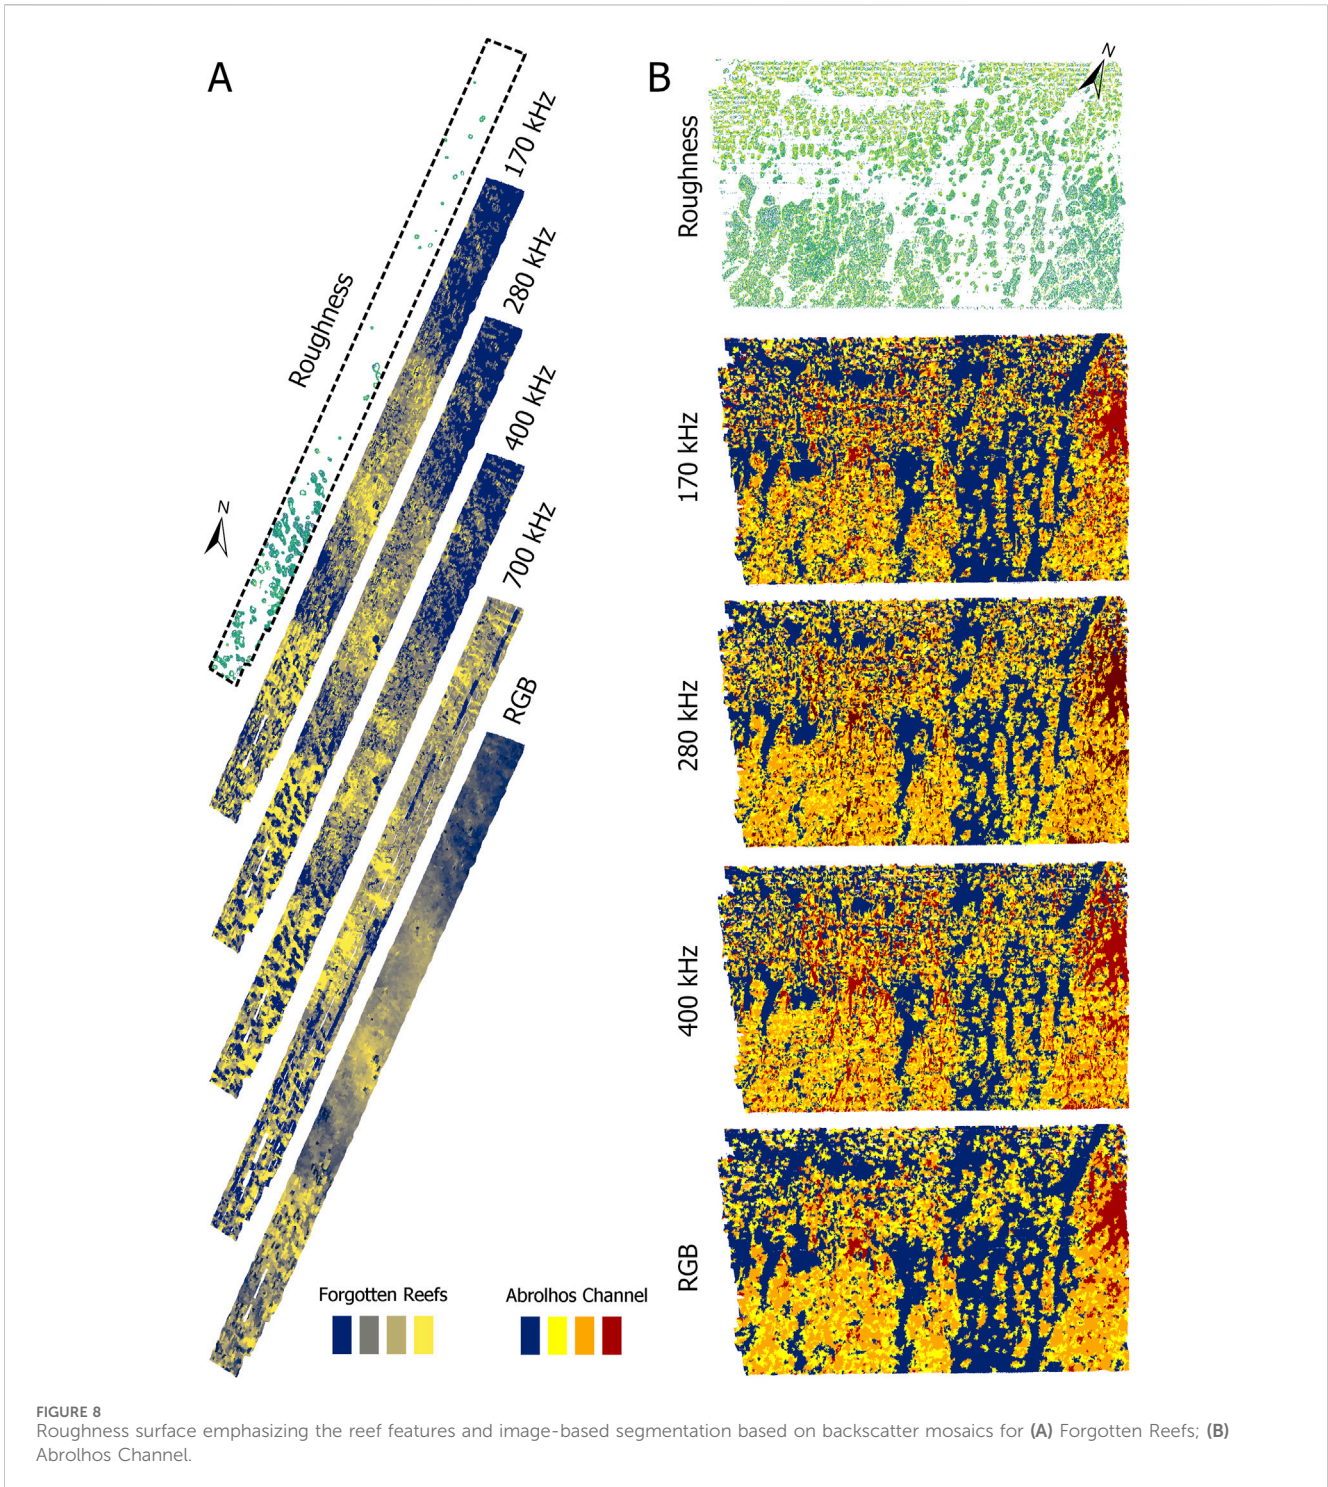 A
B
N
170 kHz
280 kHz
400 kHz
700 kHz
RGB
Roughness
N
Roughness
170 kHz
280 kHz
400 kHz
RGB
Forgotten Reefs
Abrolhos Channel
FIGURE 8
Roughness surface emphasizing the reef features and image-based segmentation based on backscatter mosaics for (A) Forgotten Reefs; (B)
Abrolhos Channel.